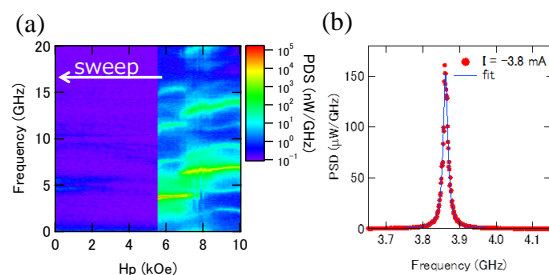 (a)
20
15
10
5
0
Frequency (GHz)
sweep
0 2 4 6 8 10
Hp (kOe)
10^5
10^4
10^3
10^2
10^1
10^0
10^-1
PDS (nW/GHz)
(b)
150
100
50
0
PSD (μW/GHz)
I = -3.8 mA
fit
3.7 3.8 3.9 4.0 4.1
Frequency (GHz)